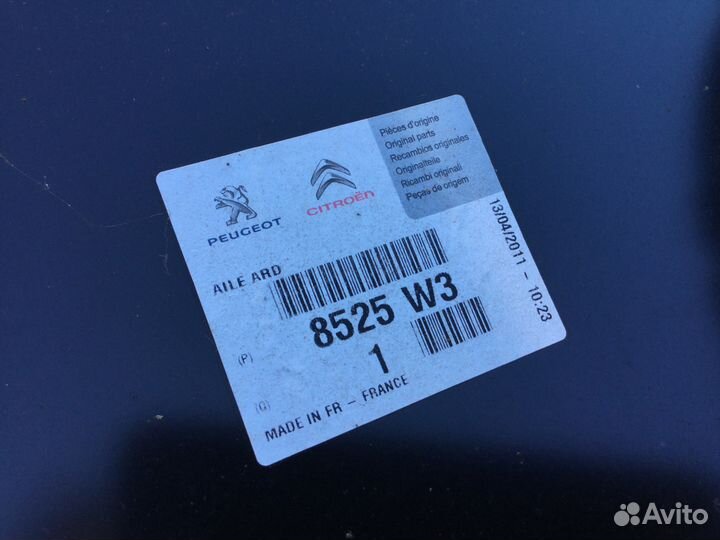 Pièces d'origine
Original parts
Recambios originales
Originalteile
Ricambi originali
Peças de origem
PEUGEOT
CITROËN
13/04/2011 - 10:23
AILE ARD
(P)
8525 W3
(Q)
1
MADE IN FR - FRANCE
Avito